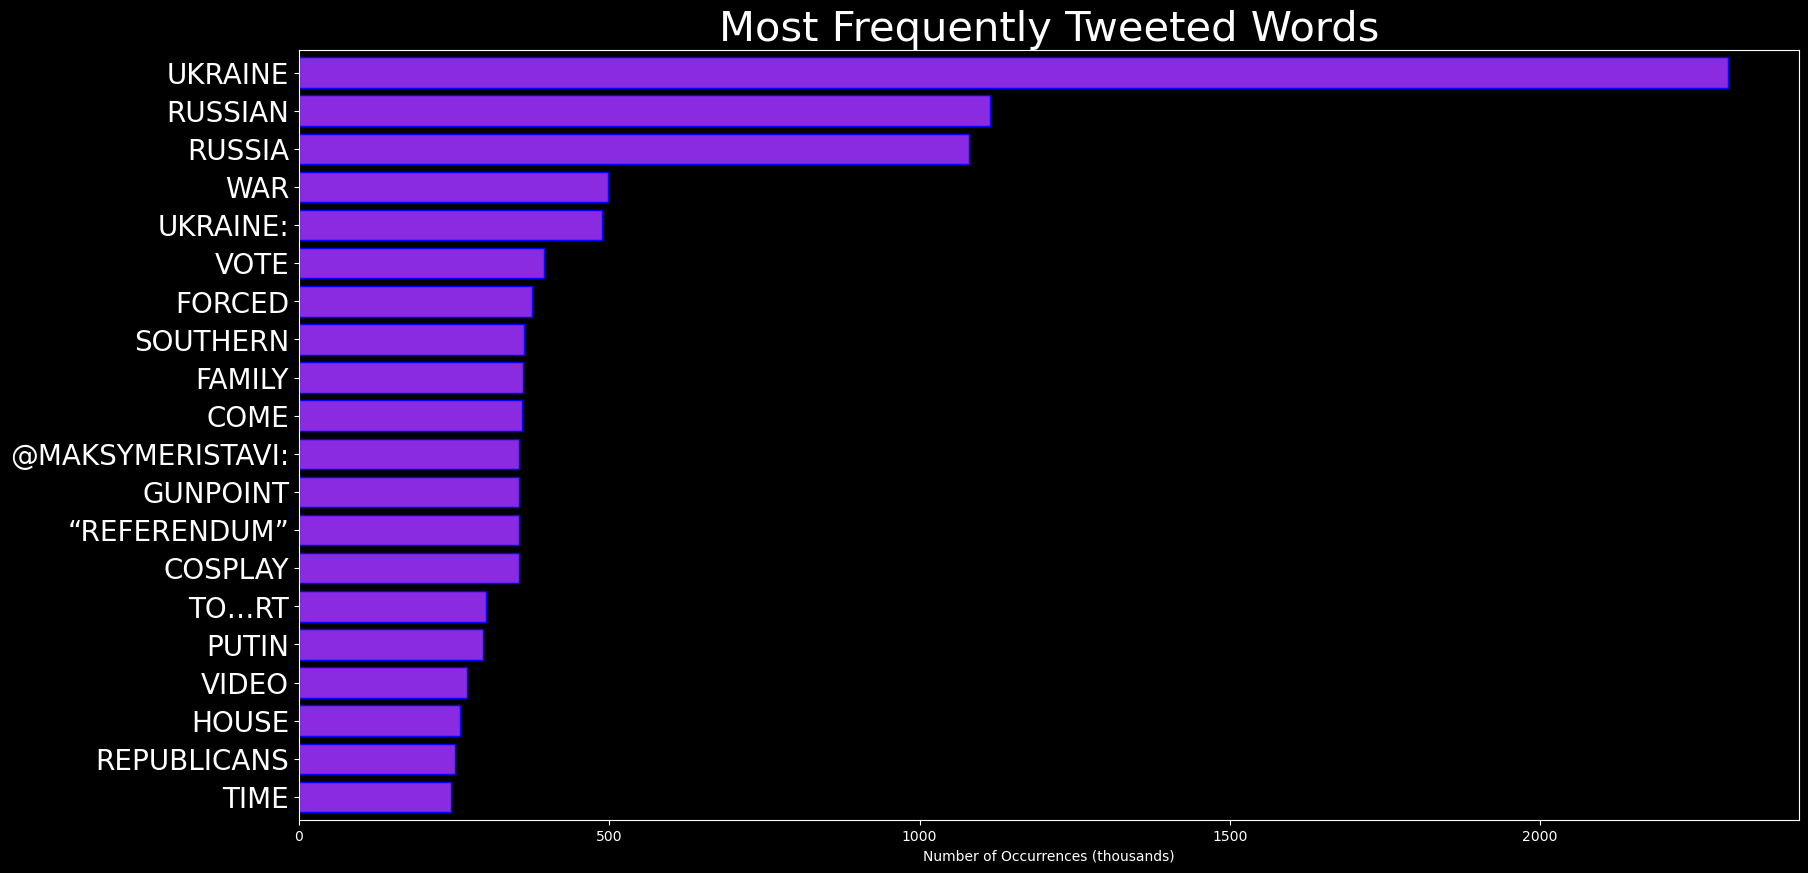 Most Frequently Tweeted Words
UKRAINE
RUSSIAN
RUSSIA
WAR
UKRAINE:
VOTE
FORCED
SOUTHERN
FAMILY
COME
@MAKSYMERISTAVI:
GUNPOINT
“REFERENDUM”
COSPLAY
TO…RT
PUTIN
VIDEO
HOUSE
REPUBLICANS
TIME
0 500 1000 1500 2000
Number of Occurrences (thousands)